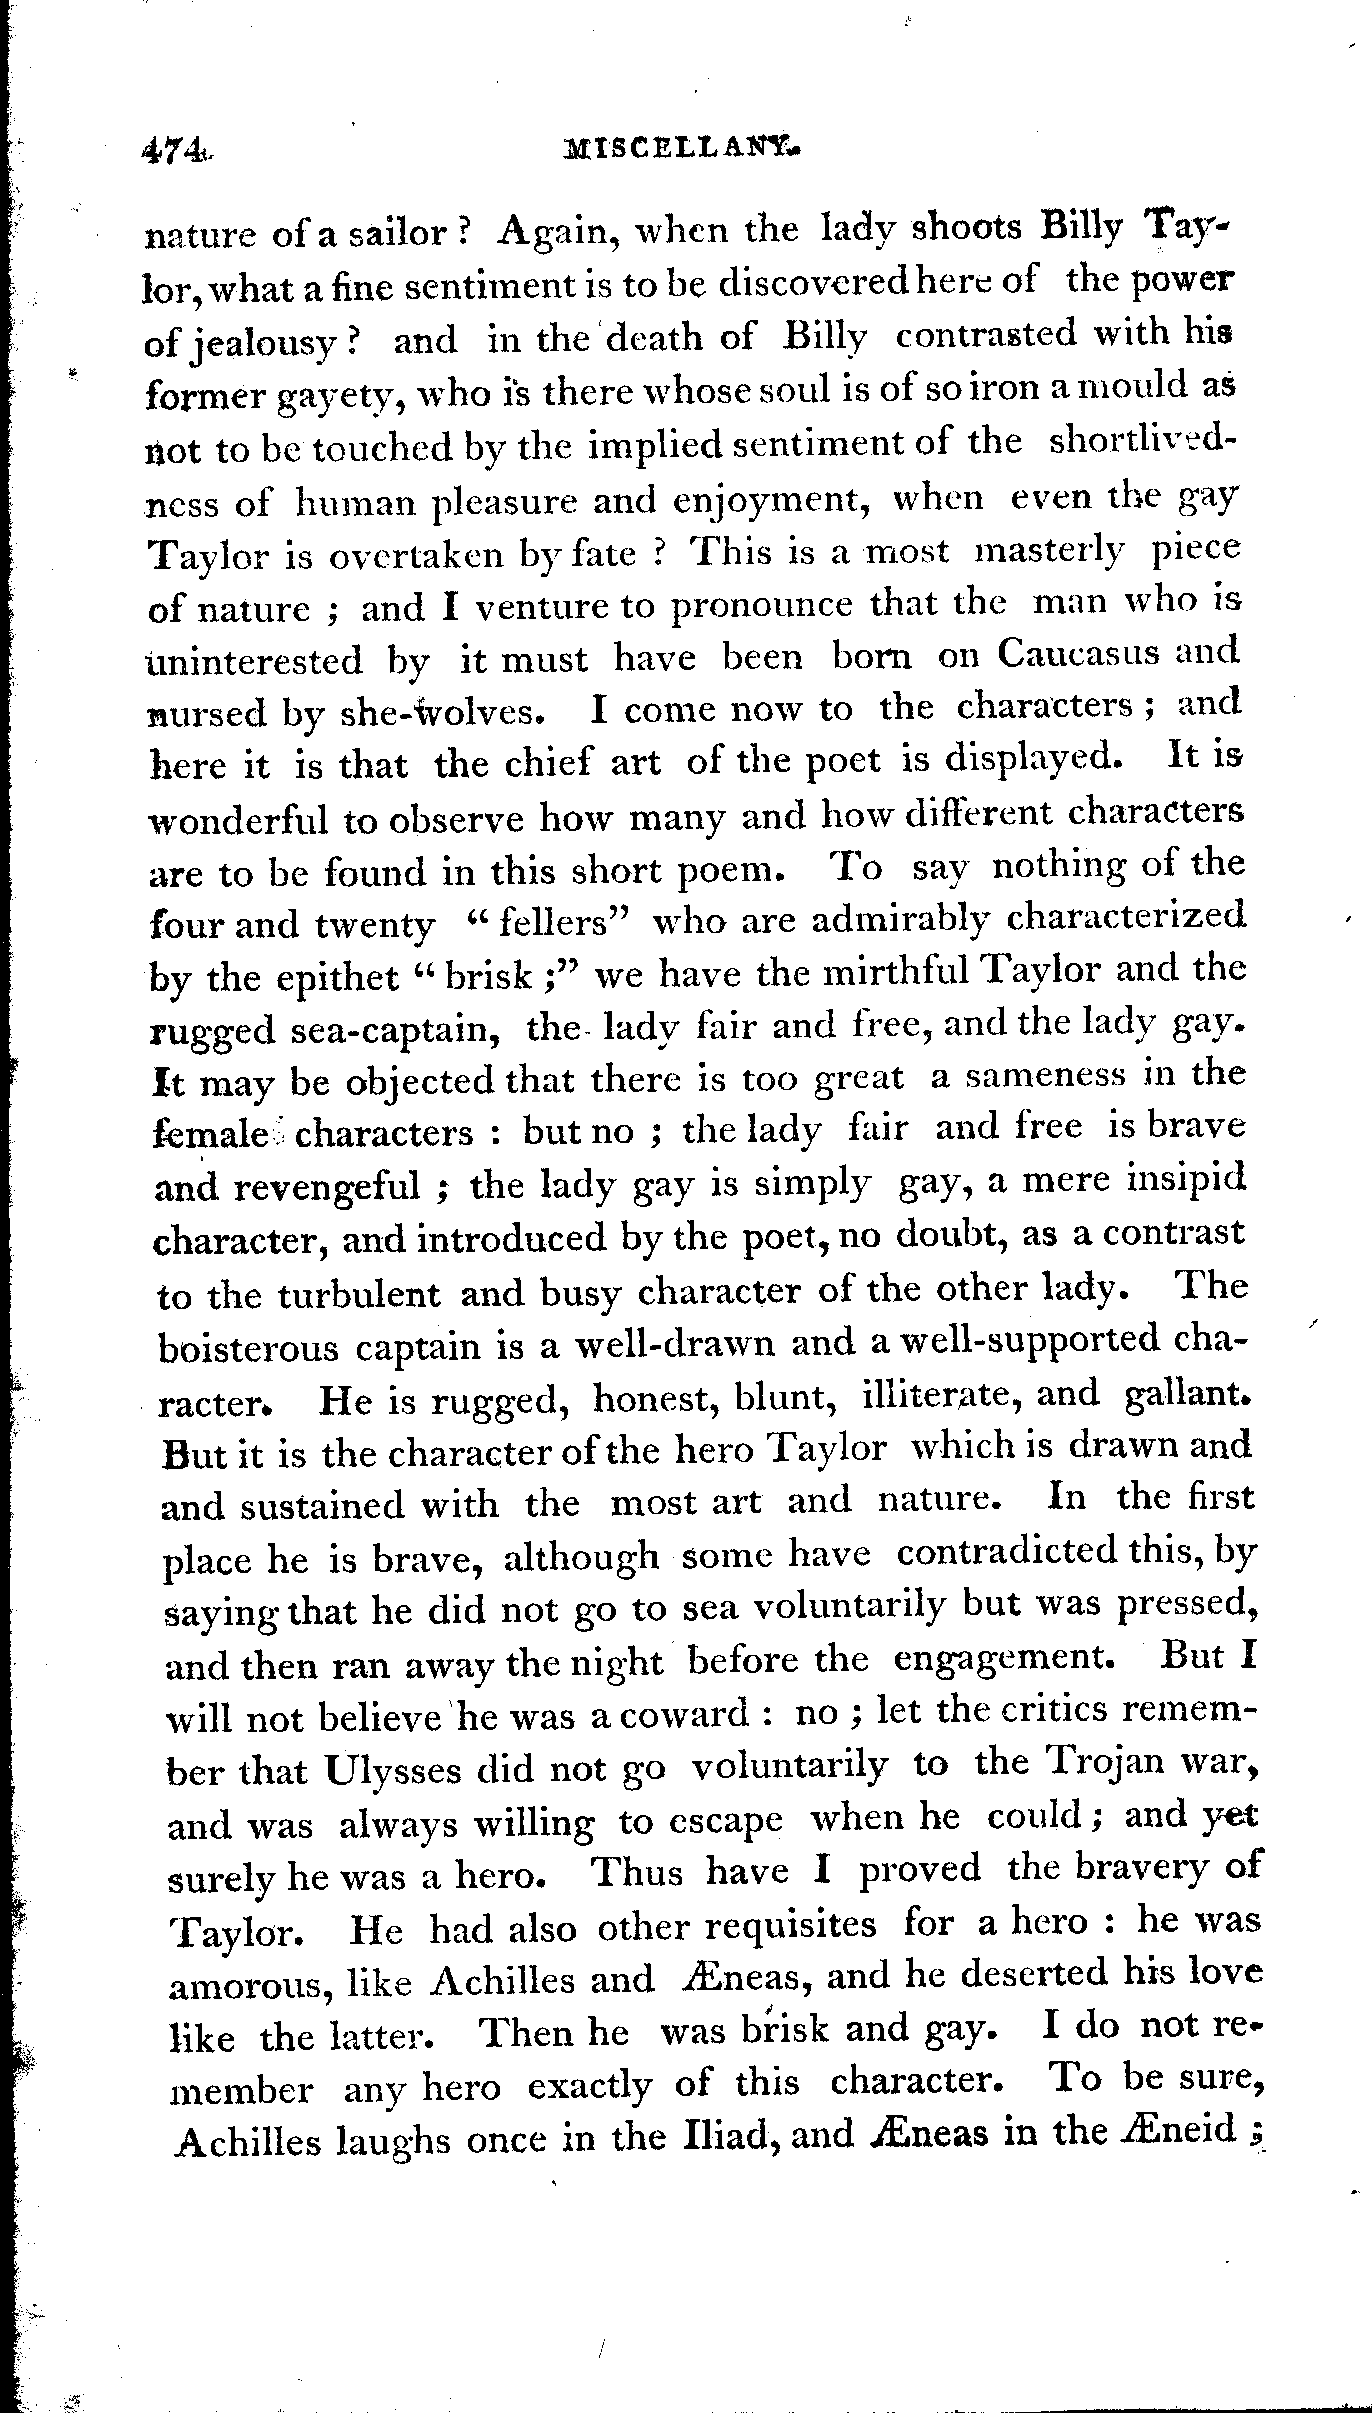 474 MISCELLANY.
nature of a sailor ? Again, when the lady shoots Billy Tay-
lor, what a fine sentiment is to be discovered here of the power
of jealousy ? and in the death of Billy contrasted with his
former gayety, who is there whose soul is of so iron a mould as
not to be touched by the implied sentiment of the shortlived-
ness of human pleasure and enjoyment, when even the gay
Taylor is overtaken by fate ? This is a most masterly piece
of nature ; and I venture to pronounce that the man who is
uninterested by it must have been born on Caucasus and
nursed by she-wolves. I come now to the characters ; and
here it is that the chief art of the poet is displayed. It is
wonderful to observe how many and how different characters
are to be found in this short poem. To say nothing of the
four and twenty “ fellers” who are admirably characterized
by the epithet “ brisk ;” we have the mirthful Taylor and the
rugged sea-captain, the lady fair and free, and the lady gay.
It may be objected that there is too great a sameness in the
female characters : but no ; the lady fair and free is brave
and revengeful ; the lady gay is simply gay, a mere insipid
character, and introduced by the poet, no doubt, as a contrast
to the turbulent and busy character of the other lady. The
boisterous captain is a well-drawn and a well-supported cha-
racter. He is rugged, honest, blunt, illiterate, and gallant.
But it is the character of the hero Taylor which is drawn and
and sustained with the most art and nature. In the first
place he is brave, although some have contradicted this, by
saying that he did not go to sea voluntarily but was pressed,
and then ran away the night before the engagement. But I
will not believe he was a coward : no ; let the critics remem-
ber that Ulysses did not go voluntarily to the Trojan war,
and was always willing to escape when he could ; and yet
surely he was a hero. Thus have I proved the bravery of
Taylor. He had also other requisites for a hero : he was
amorous, like Achilles and Æneas, and he deserted his love
like the latter. Then he was brisk and gay. I do not re-
member any hero exactly of this character. To be sure,
Achilles laughs once in the Iliad, and Æneas in the Æneid ;